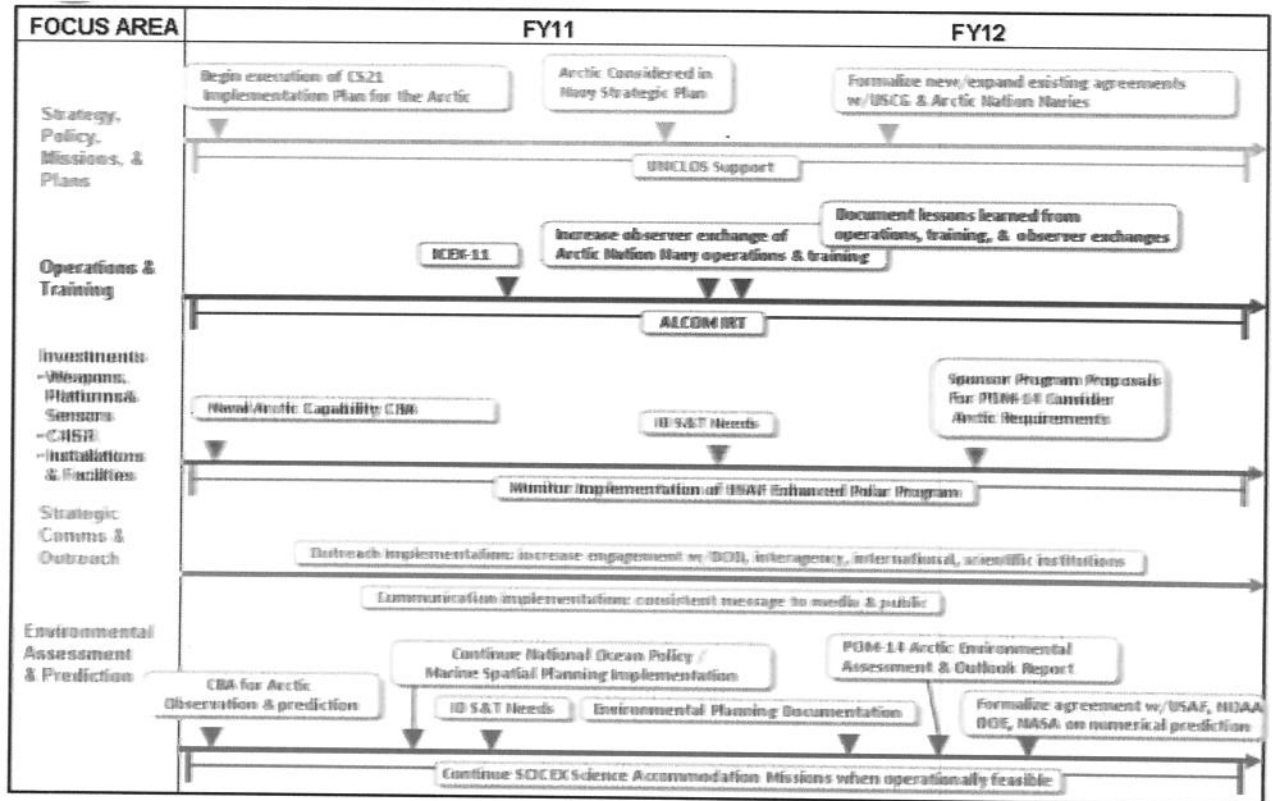 FOCUS AREA
FY11
FY12
Strategy,
Policy,
Missions, &
Plans
Begin execution of CS21
Implementation Plan for the Arctic
Arctic Considered in
Navy Strategic Plan
Formalize new/expand existing agreements
w/USCG & Arctic Nation Navies
UNCLOS Support
Operations &
Training
ICEX-11
Increase observer exchange of
Arctic Nation Navy operations & training
Document lessons learned from
operations, training, & observer exchanges
ALCOM IRT
Investments
-Weapons,
Platforms &
Sensors
-C4ISR
-Installations
& Facilities
Naval Arctic Capability CBA
ID S&T Needs
Sponsor Program Proposals
For POM-14 Consider
Arctic Requirements
Monitor Implementation of USAF Enhanced Polar Program
Strategic
Comms &
Outreach
Outreach implementation: increase engagement w/DOD, interagency, international, scientific institutions
Communication implementation: consistent message to media & public
Environmental
Assessment
& Prediction
CBA for Arctic
Observation & prediction
Continue National Ocean Policy /
Marine Spatial Planning Implementation
ID S&T Needs
Environmental Planning Documentation
POM-14 Arctic Environmental
Assessment & Outlook Report
Formalize agreement w/USAF, NOAA
DOE, NASA on numerical prediction
Continue SOCEX Science Accommodation Missions when operationally feasible